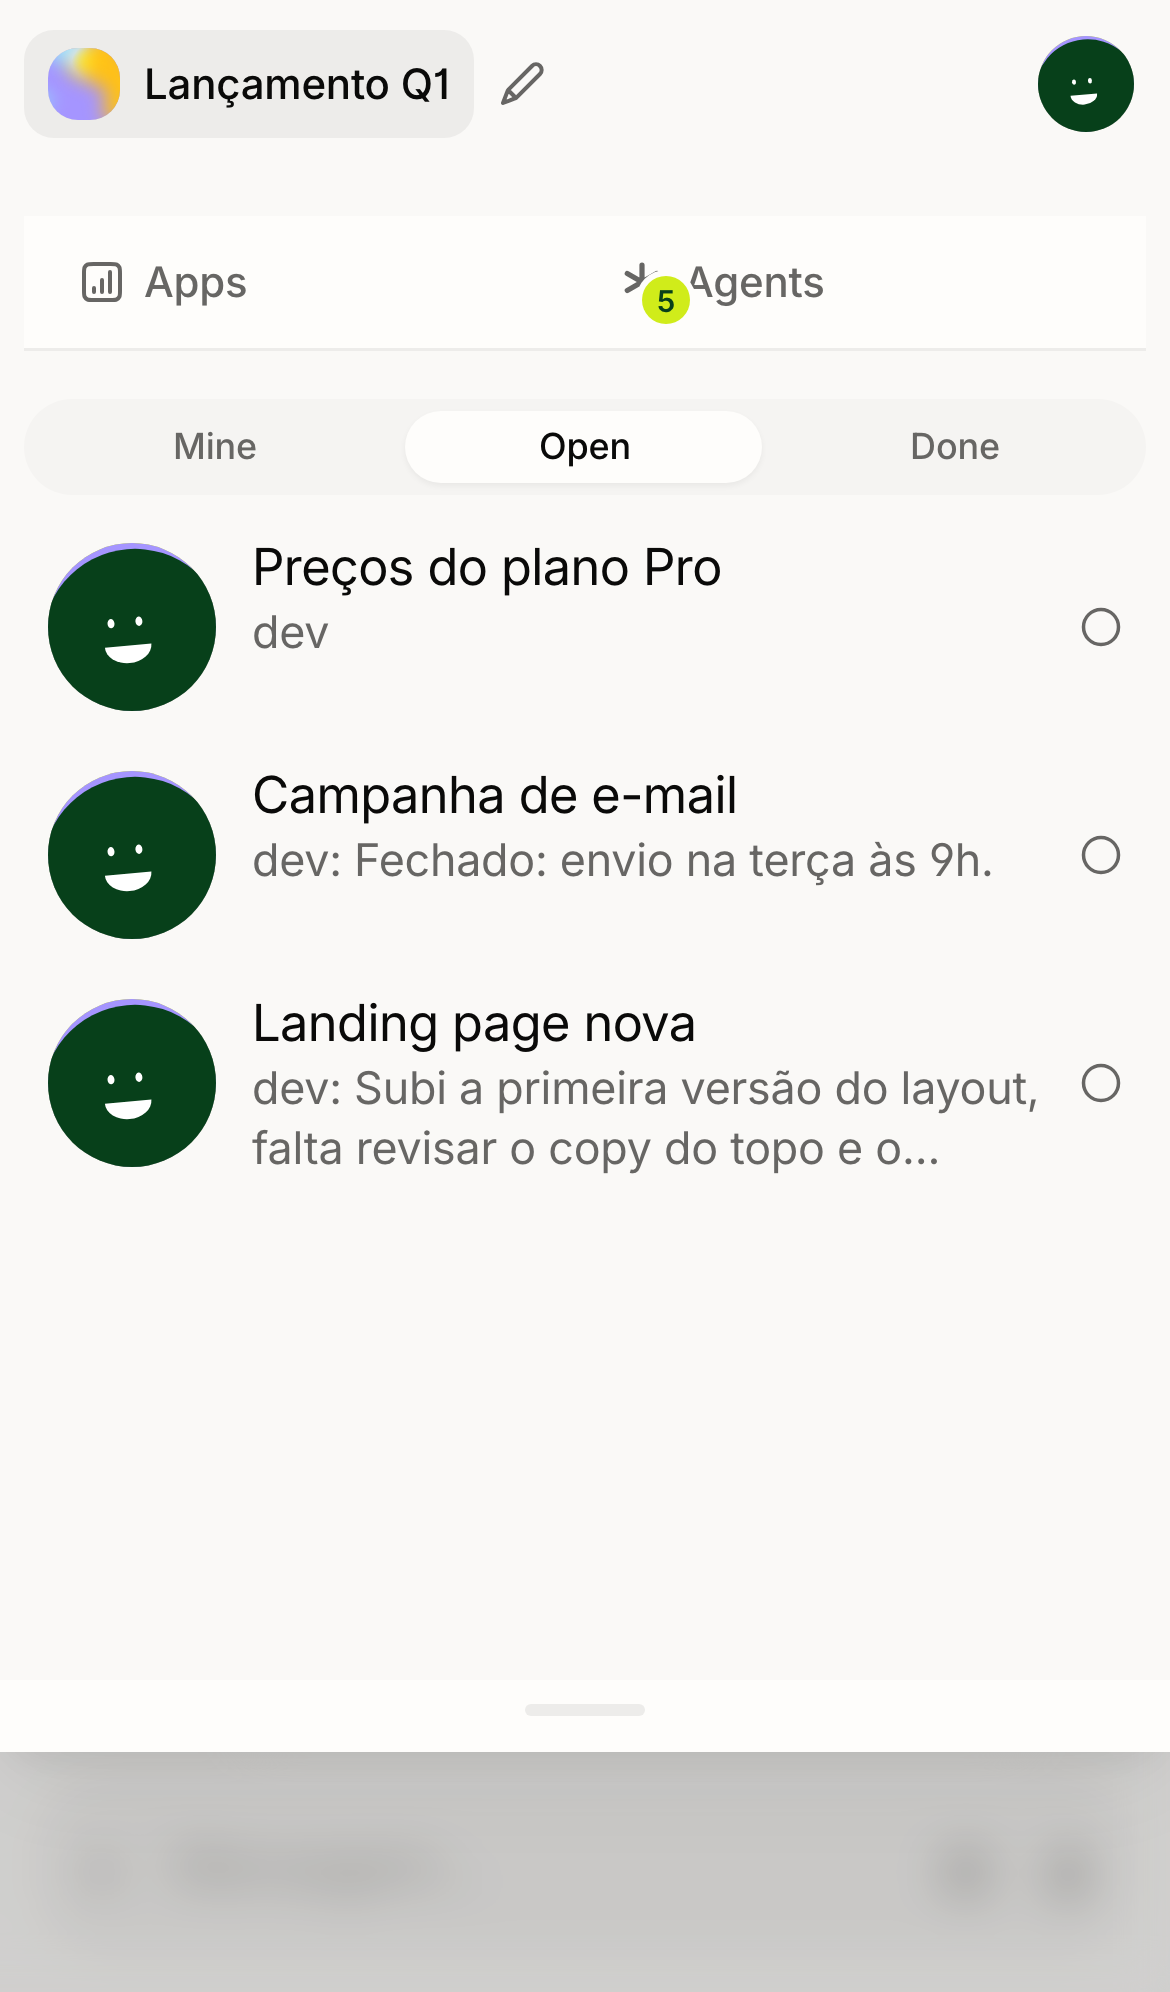 Lançamento Q1
Apps
5
Agents
Mine
Open
Done
Preços do plano Pro
dev
Campanha de e-mail
dev: Fechado: envio na terça às 9h.
Landing page nova
dev: Subi a primeira versão do layout,
falta revisar o copy do topo e o...